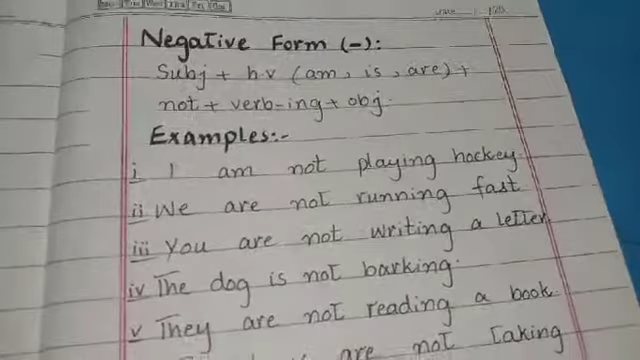 Negative Form (-):
Subj + h.v (am, is, are) +
not + verb-ing + obj.
Examples:-
i I am not playing hockey.
ii We are not running fast
iii You are not writing a letter.
iv The dog is not barking.
v They are not reading a book.
are not taking